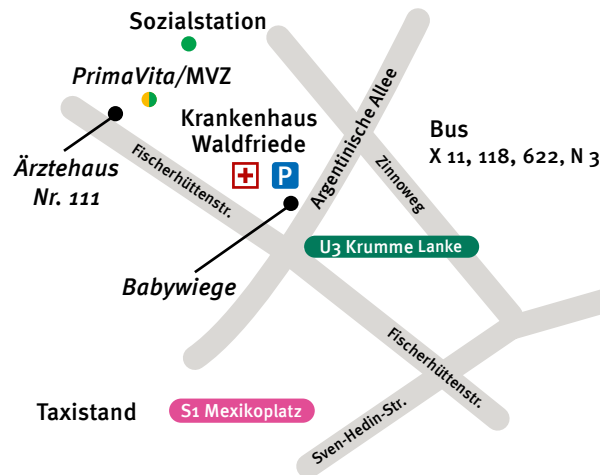 Sozialstation
PrimaVita/MVZ
Krankenhaus
Waldfriede
P
Ärztehaus
Nr. 111
Fischerhüttenstr.
Argentinische Allee
Zinnoweg
Bus
X 11, 118, 622, N 3
U3 Krumme Lanke
Babywiege
Fischerhüttenstr.
Taxistand
S1 Mexikoplatz
Sven-Hedin-Str.